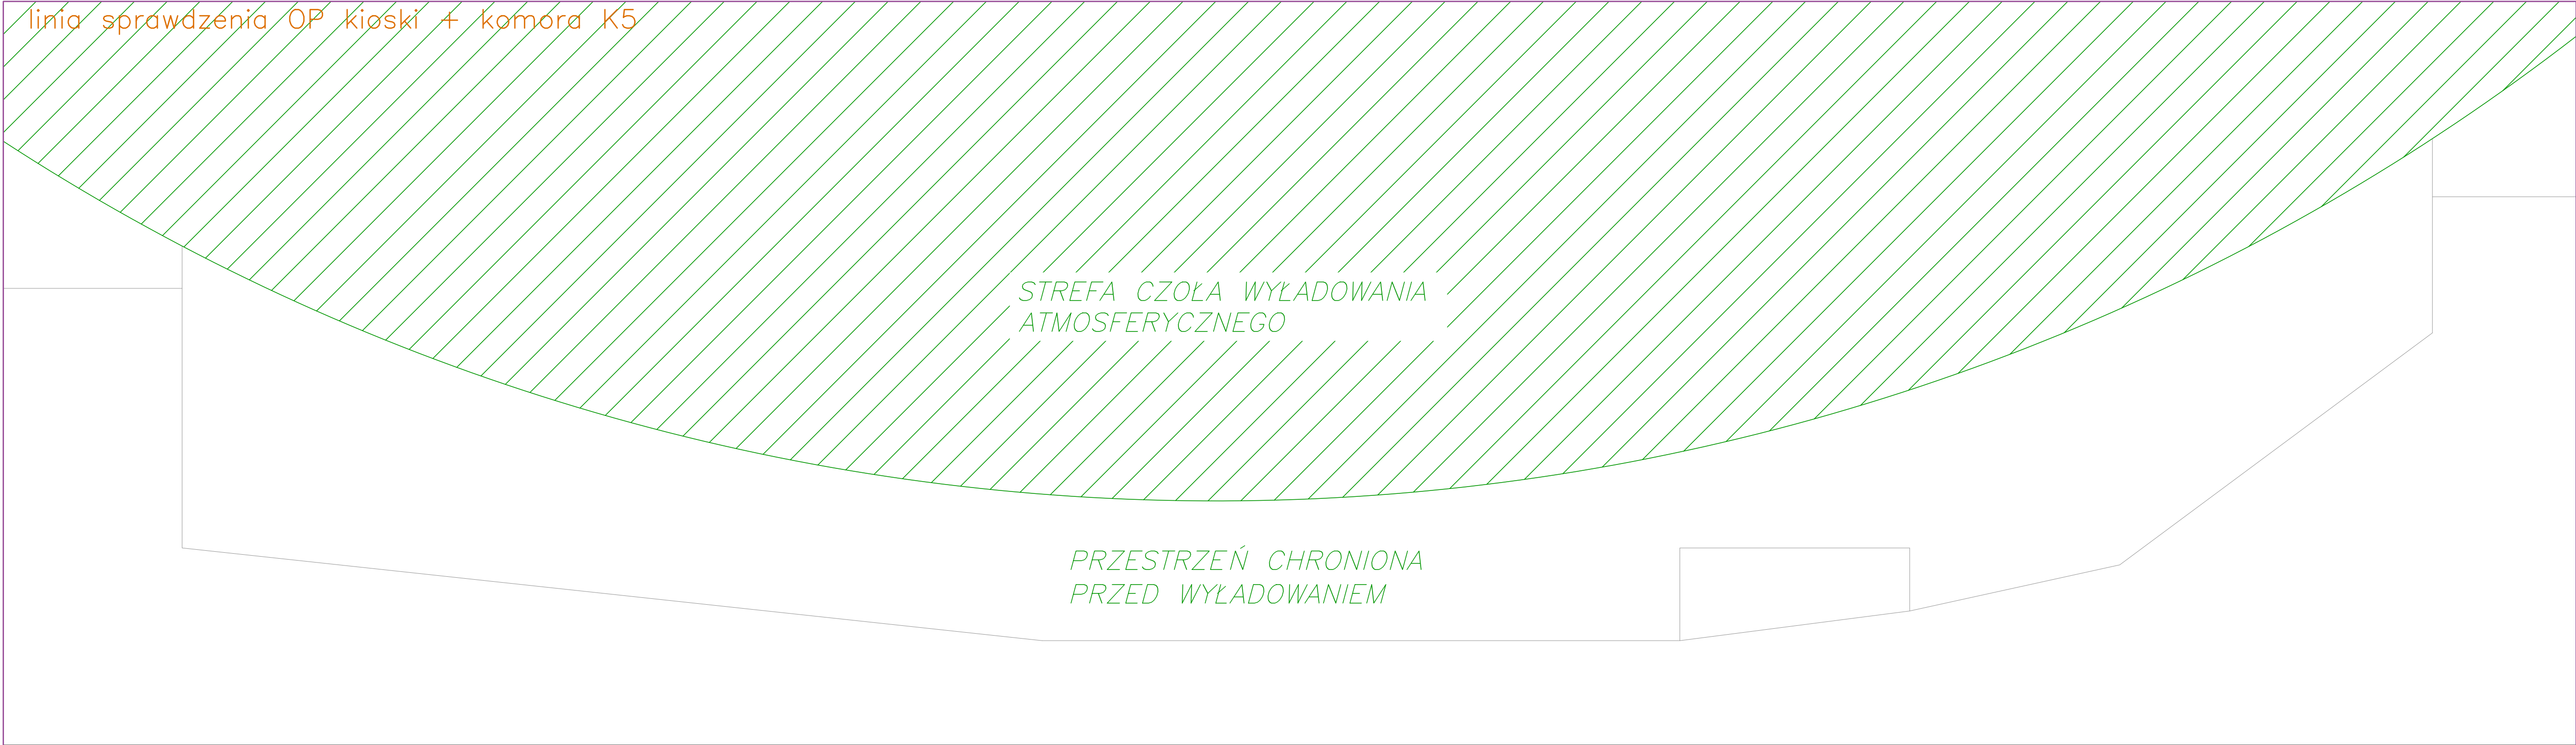 linia sprawdzenia OP kioski + komora K5
STREFA CZOŁA WYŁADOWANIA
ATMOSFERYCZNEGO
PRZESTRZEŃ CHRONIONA
PRZED WYŁADOWANIEM